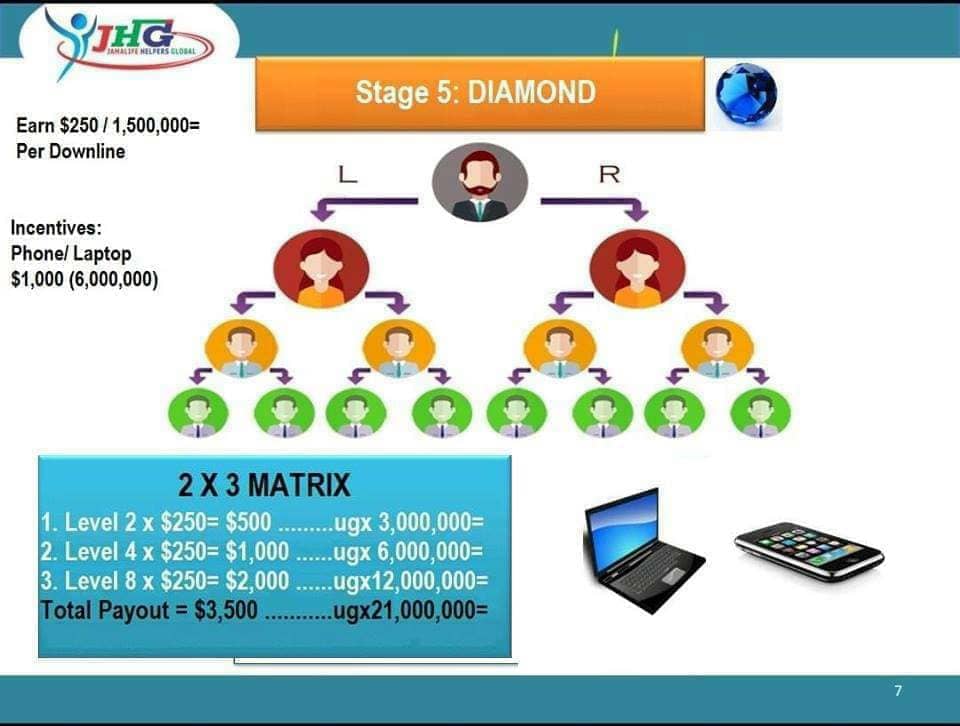 JHG
JAMALIFE HELPERS GLOBAL
Stage 5: DIAMOND
Earn $250 / 1,500,000=
Per Downline
L
R
Incentives:
Phone/ Laptop
$1,000 (6,000,000)
2 X 3 MATRIX
1. Level 2 x $250= $500 .........ugx 3,000,000=
2. Level 4 x $250= $1,000 ......ugx 6,000,000=
3. Level 8 x $250= $2,000 ......ugx12,000,000=
Total Payout = $3,500 ...........ugx21,000,000=
7